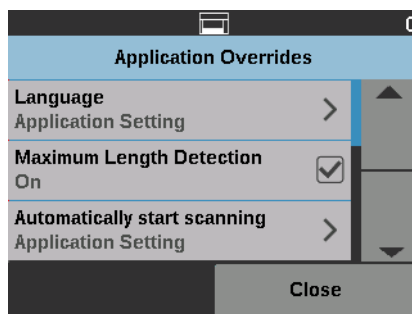 Application Overrides
Language
Application Setting
Maximum Length Detection
On
Automatically start scanning
Application Setting
Close